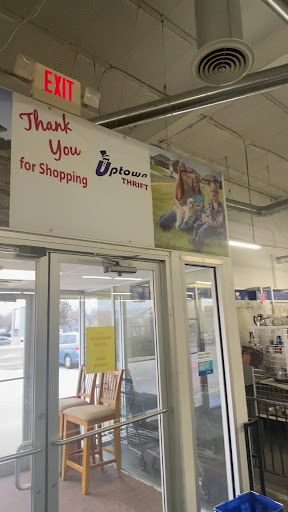 EXIT
Thank
You
for Shopping
Uptown
THRIFT